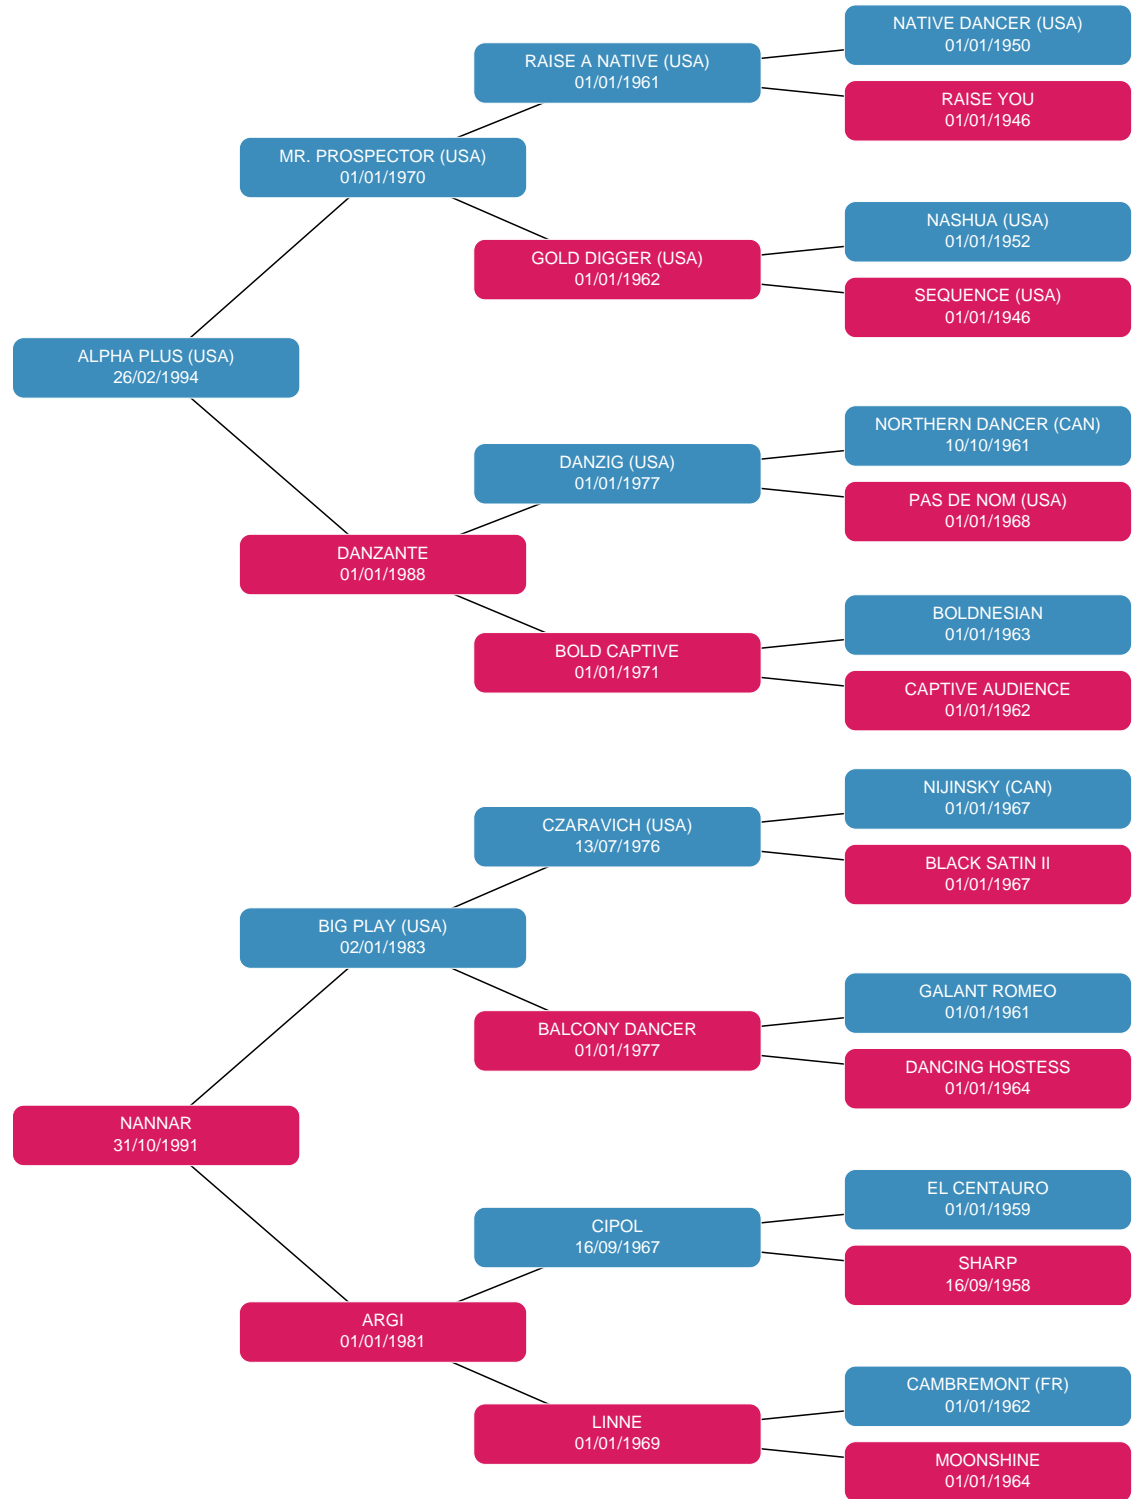 NATIVE DANCER (USA)
01/01/1950
RAISE A NATIVE (USA)
01/01/1961
RAISE YOU
01/01/1946
MR. PROSPECTOR (USA)
01/01/1970
NASHUA (USA)
01/01/1952
GOLD DIGGER (USA)
01/01/1962
SEQUENCE (USA)
01/01/1946
ALPHA PLUS (USA)
26/02/1994
NORTHERN DANCER (CAN)
10/10/1961
DANZIG (USA)
01/01/1977
PAS DE NOM (USA)
01/01/1968
DANZANTE
01/01/1988
BOLDNESIAN
01/01/1963
BOLD CAPTIVE
01/01/1971
CAPTIVE AUDIENCE
01/01/1962
NIJINSKY (CAN)
01/01/1967
CZARAVICH (USA)
13/07/1976
BLACK SATIN II
01/01/1967
BIG PLAY (USA)
02/01/1983
GALANT ROMEO
01/01/1961
BALCONY DANCER
01/01/1977
DANCING HOSTESS
01/01/1964
NANNAR
31/10/1991
EL CENTAURO
01/01/1959
CIPOL
16/09/1967
SHARP
16/09/1958
ARGI
01/01/1981
CAMBREMONT (FR)
01/01/1962
LINNE
01/01/1969
MOONSHINE
01/01/1964